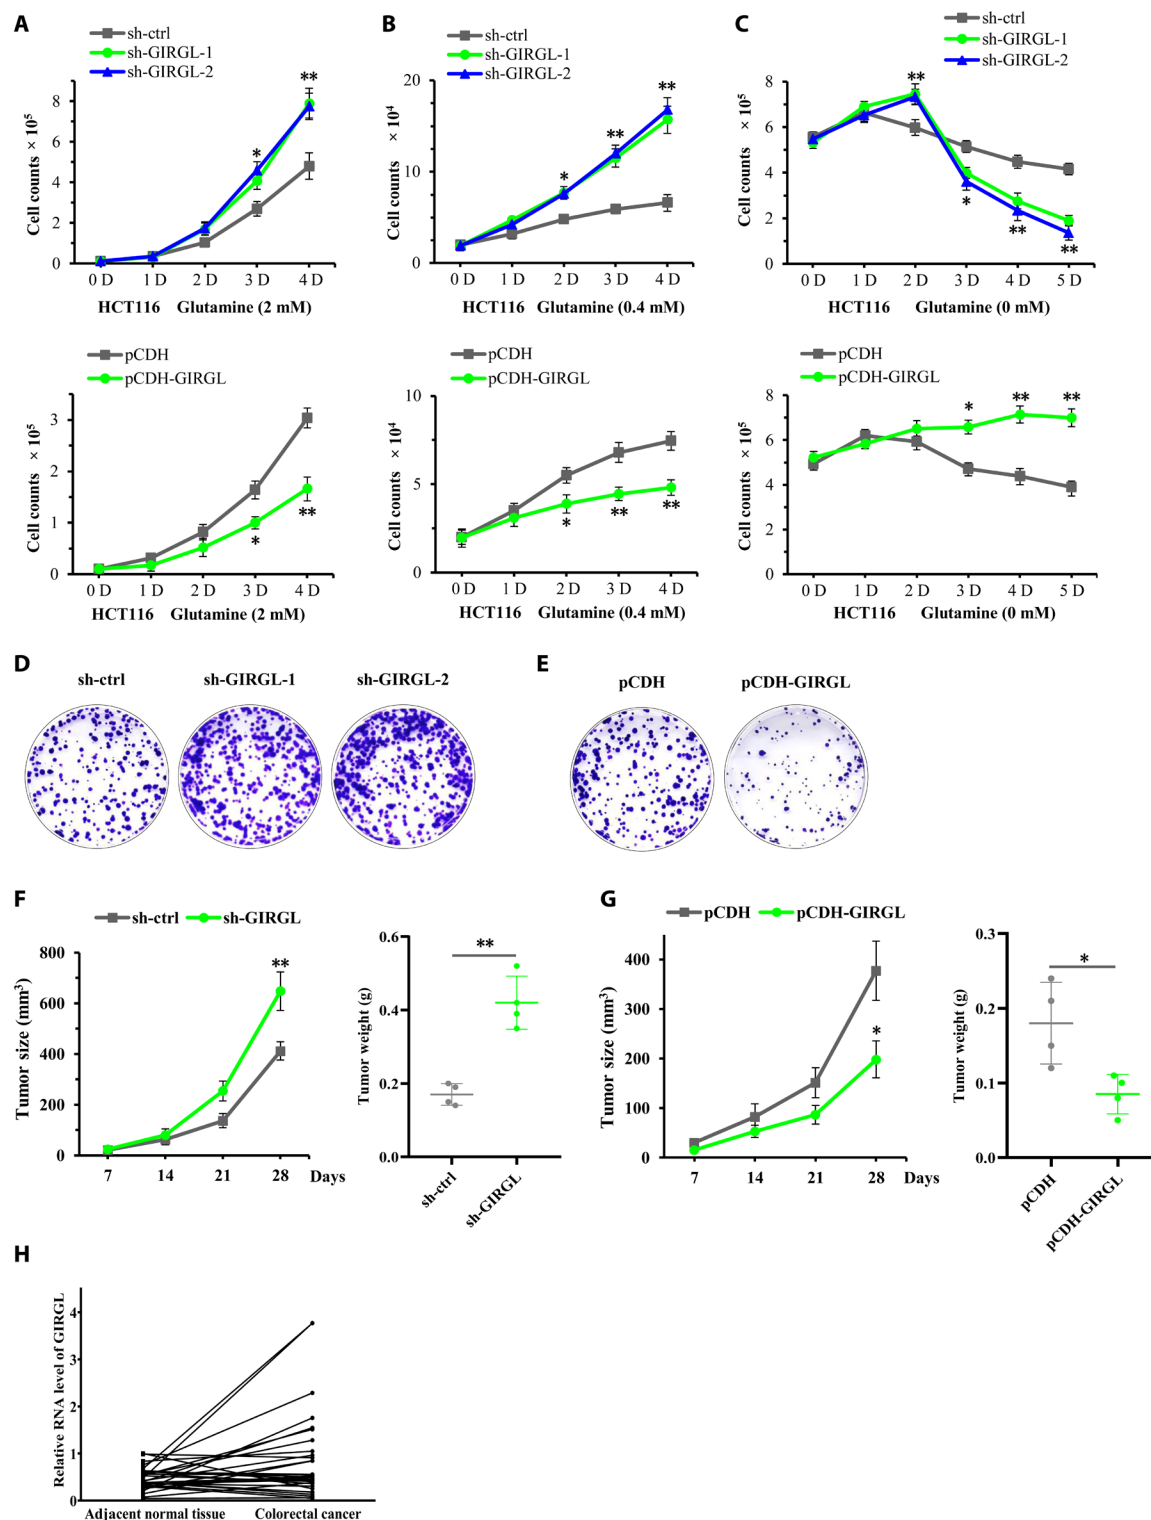 A
sh-ctrl
sh-GIRGL-1
sh-GIRGL-2
Cell counts × 10⁵
8
6
4
2
0
*
**
0 D 1 D 2 D 3 D 4 D
HCT116 Glutamine (2 mM)
pCDH
pCDH-GIRGL
Cell counts × 10⁵
3
2
1
0
*
**
0 D 1 D 2 D 3 D 4 D
HCT116 Glutamine (2 mM)
B
sh-ctrl
sh-GIRGL-1
sh-GIRGL-2
Cell counts × 10⁴
20
10
0
*
**
**
0 D 1 D 2 D 3 D 4 D
HCT116 Glutamine (0.4 mM)
pCDH
pCDH-GIRGL
Cell counts × 10⁴
10
5
0
*
**
**
0 D 1 D 2 D 3 D 4 D
HCT116 Glutamine (0.4 mM)
C
sh-ctrl
sh-GIRGL-1
sh-GIRGL-2
Cell counts × 10⁵
8
6
4
2
0
**
*
**
**
0 D 1 D 2 D 3 D 4 D 5 D
HCT116 Glutamine (0 mM)
pCDH
pCDH-GIRGL
Cell counts × 10⁵
8
6
4
2
0
*
**
**
0 D 1 D 2 D 3 D 4 D 5 D
HCT116 Glutamine (0 mM)
D
sh-ctrl sh-GIRGL-1 sh-GIRGL-2
E
pCDH pCDH-GIRGL
F
sh-ctrl sh-GIRGL
Tumor size (mm³)
800
600
400
200
0
**
7 14 21 28 Days
Tumor weight (g)
0.6
0.4
0.2
0.0
**
sh-ctrl
sh-GIRGL
G
pCDH pCDH-GIRGL
Tumor size (mm³)
400
300
200
100
0
*
7 14 21 28 Days
Tumor weight (g)
0.3
0.2
0.1
0.0
*
pCDH
pCDH-GIRGL
H
Relative RNA level of GIRGL
4
3
2
1
0
Adjacent normal tissue Colorectal cancer